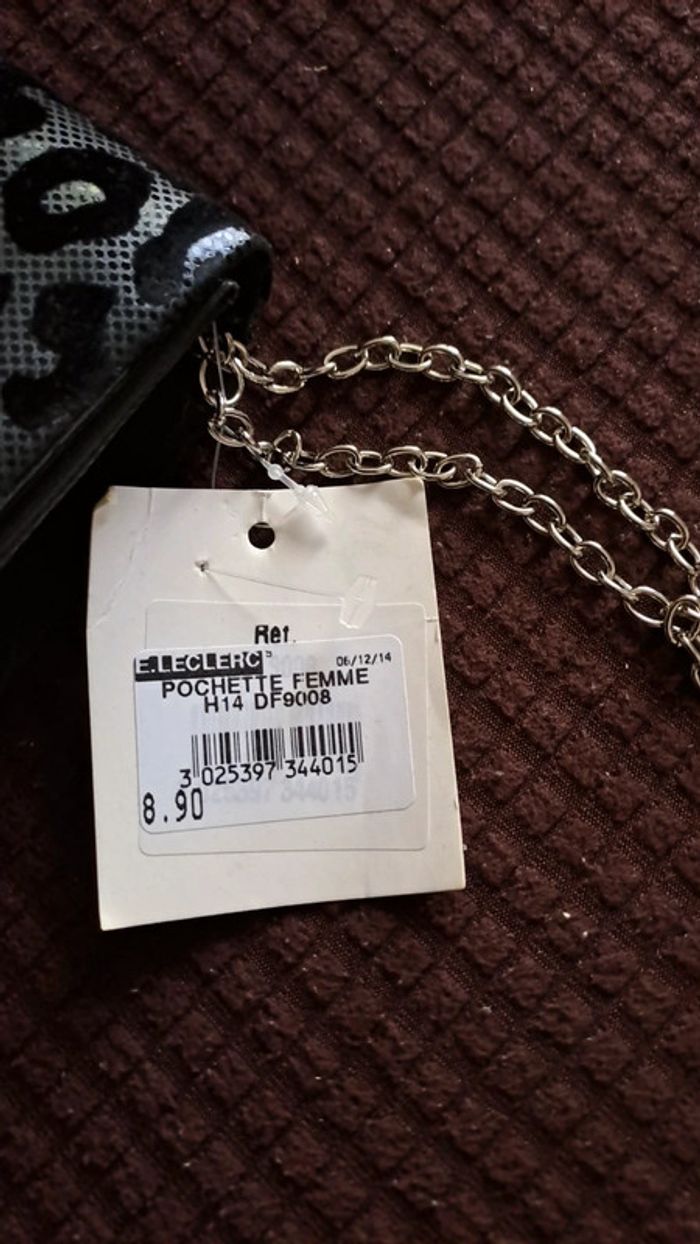 Ref.
E.LECLERC 06/12/14
POCHETTE FEMME
H14 DF9008
3 025397 344015
8.90